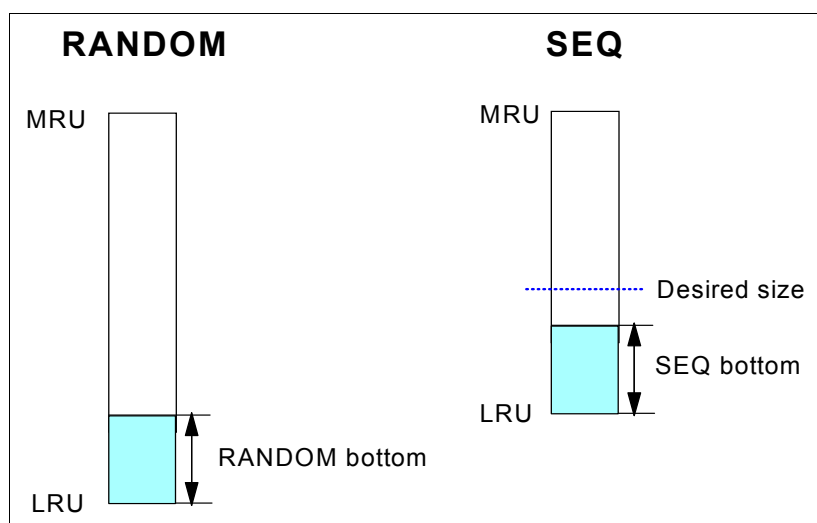 RANDOM
SEQ
MRU
MRU
Desired size
SEQ bottom
LRU
RANDOM bottom
LRU